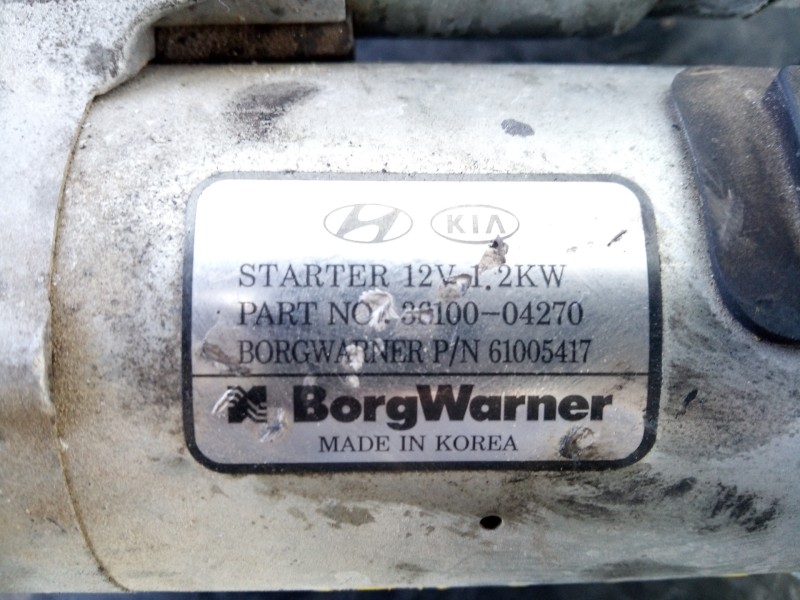 KIA
STARTER 12V 1.2KW
PART NO. 36100-04270
BORGWARNER P/N 61005417
BorgWarner
MADE IN KOREA